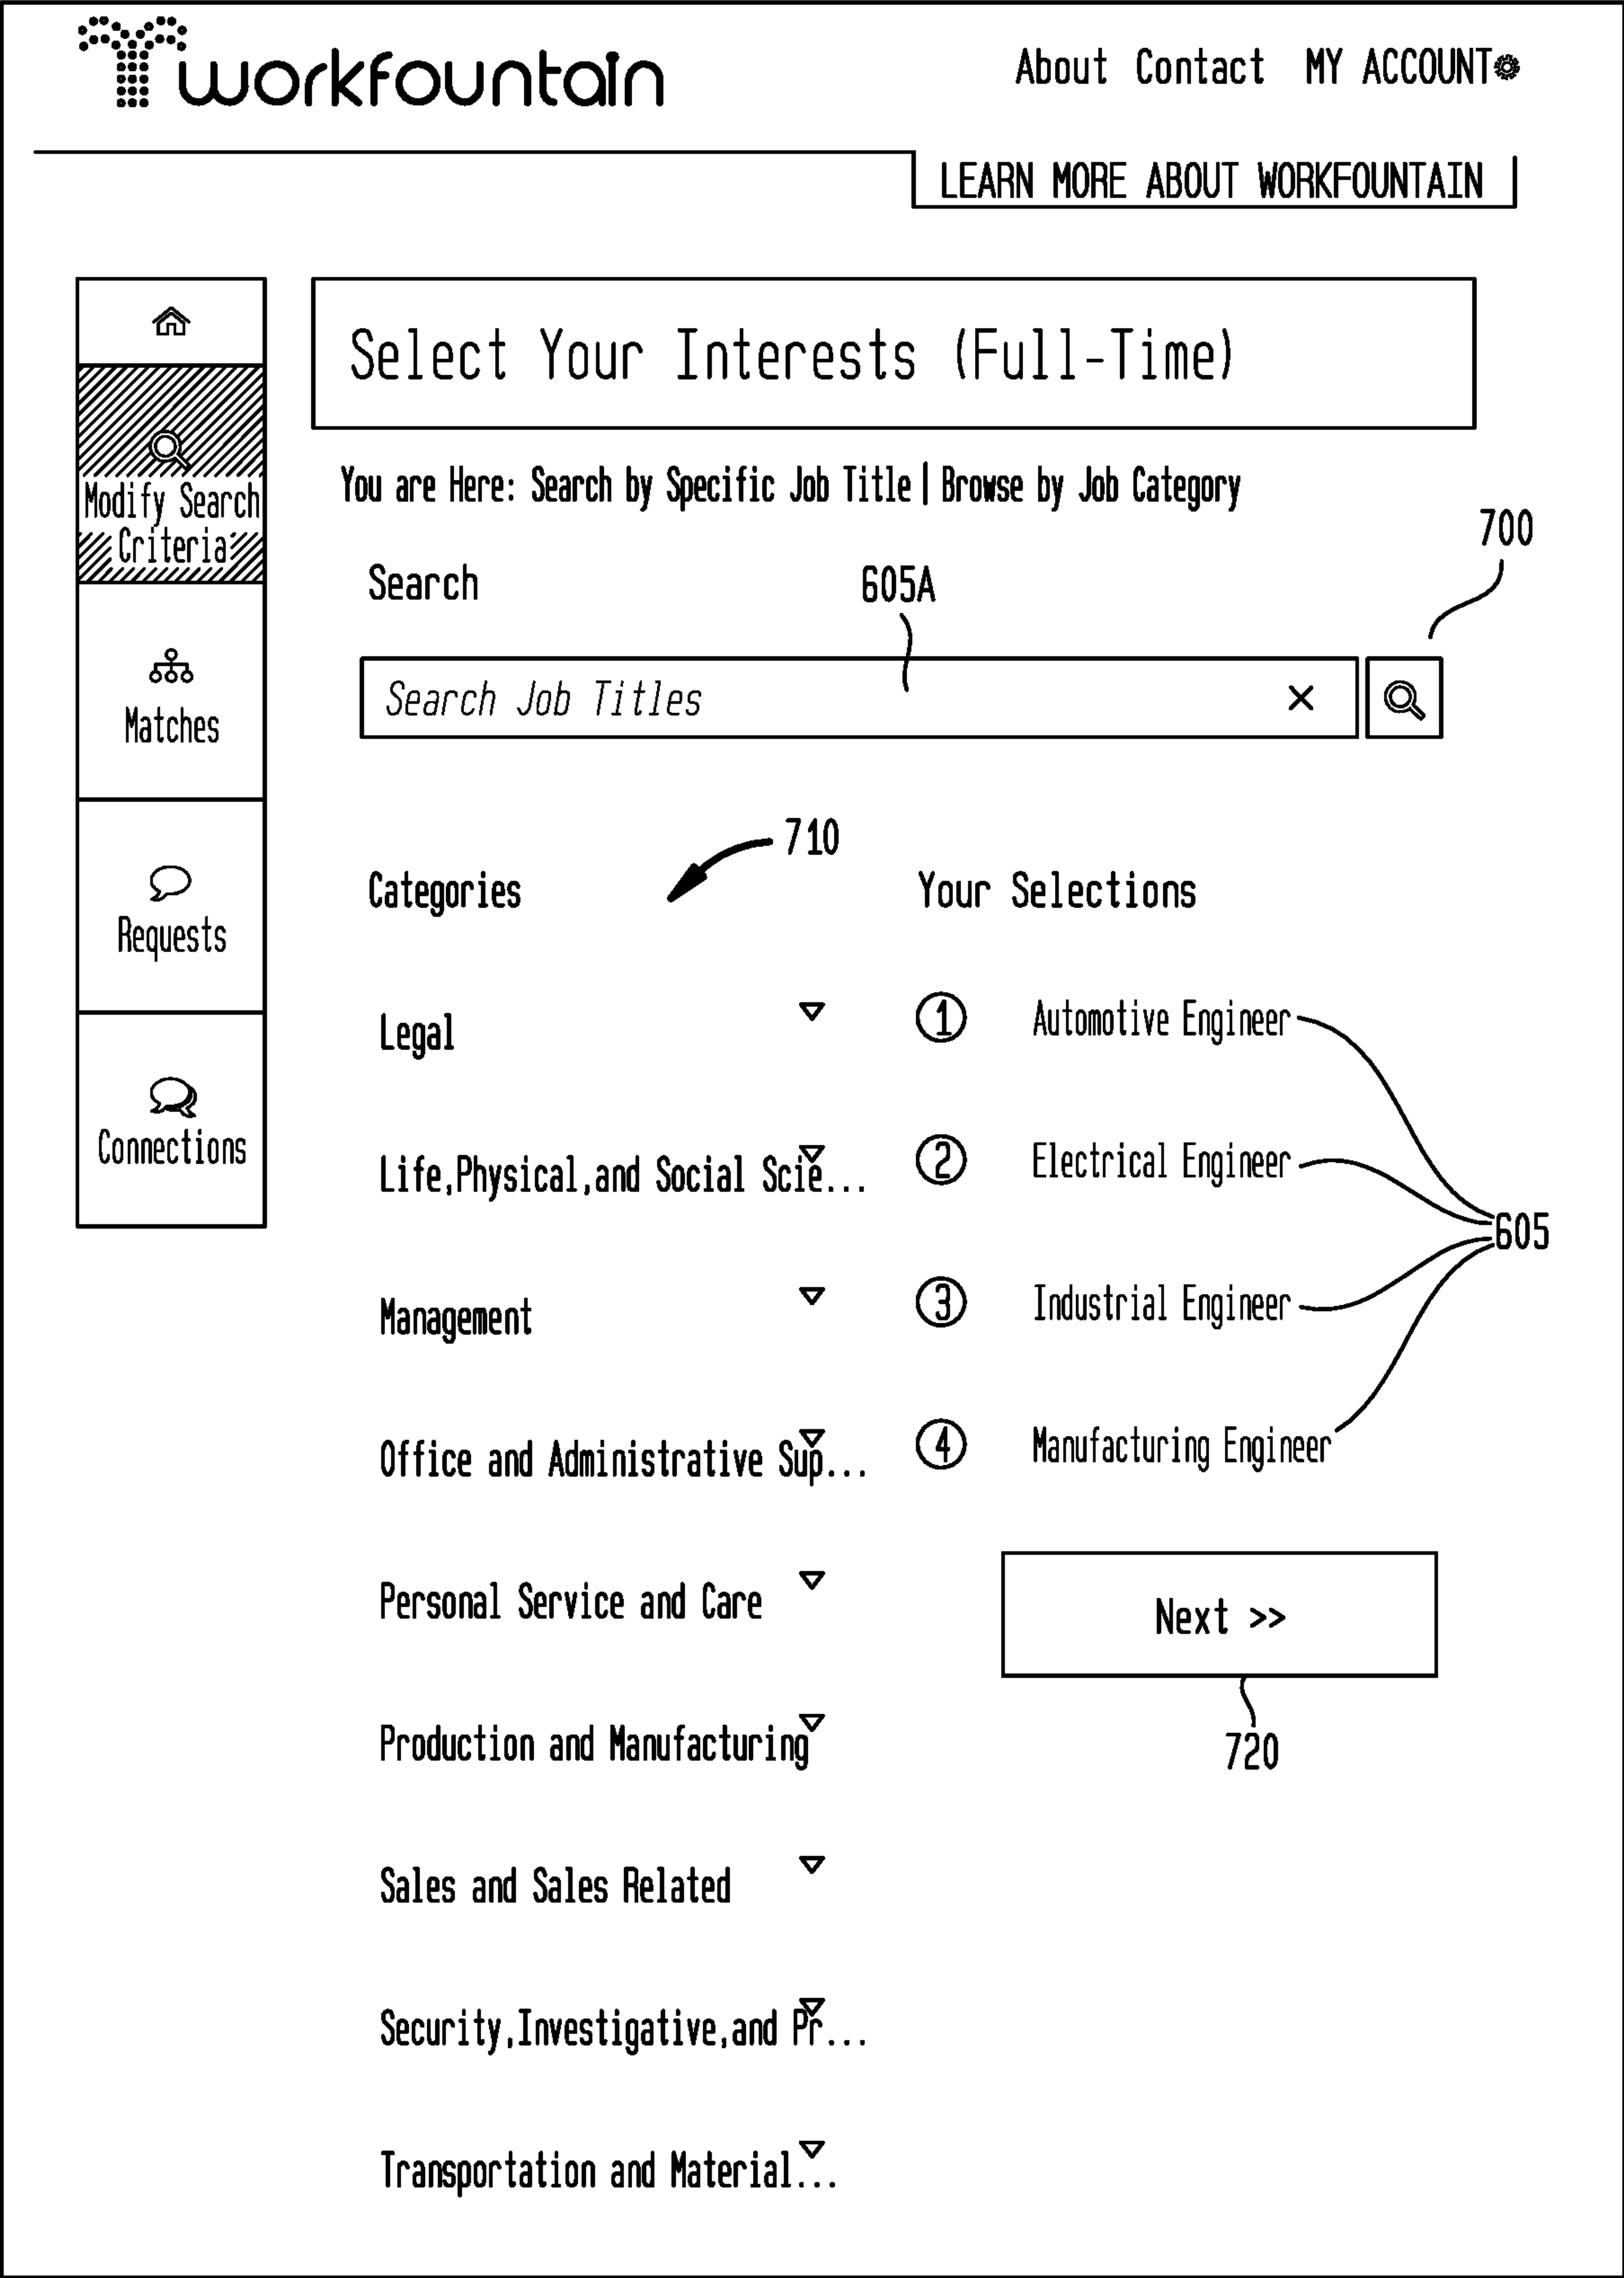 workfountain
About Contact MY ACCOUNT
LEARN MORE ABOUT WORKFOUNTAIN
Select Your Interests (Full-Time)
Modify Search
Criteria
You are Here: Search by Specific Job Title | Browse by Job Category
700
Search
605A
Search Job Titles
×
Matches
710
Categories
Your Selections
Requests
Legal
1 Automotive Engineer
Connections
Life,Physical,and Social Scie...
2 Electrical Engineer
605
Management
3 Industrial Engineer
Office and Administrative Sup...
4 Manufacturing Engineer
Personal Service and Care
Next >>
Production and Manufacturing
720
Sales and Sales Related
Security,Investigative,and Pr...
Transportation and Material...